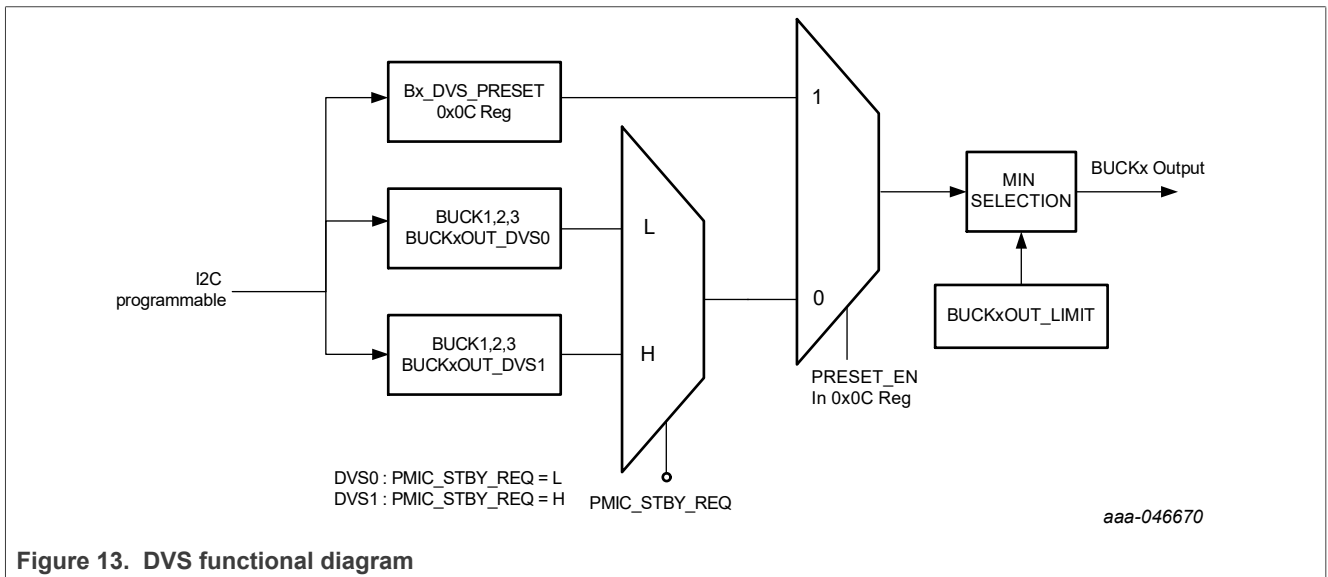 Bx_DVS_PRESET
0x0C Reg
1
BUCK1,2,3
BUCKxOUT_DVS0
L
MIN
SELECTION
BUCKx Output
I2C
programmable
0
BUCKxOUT_LIMIT
BUCK1,2,3
BUCKxOUT_DVS1
H
PRESET_EN
In 0x0C Reg
DVS0 : PMIC_STBY_REQ = L
DVS1 : PMIC_STBY_REQ = H
PMIC_STBY_REQ
aaa-046670
Figure 13. DVS functional diagram